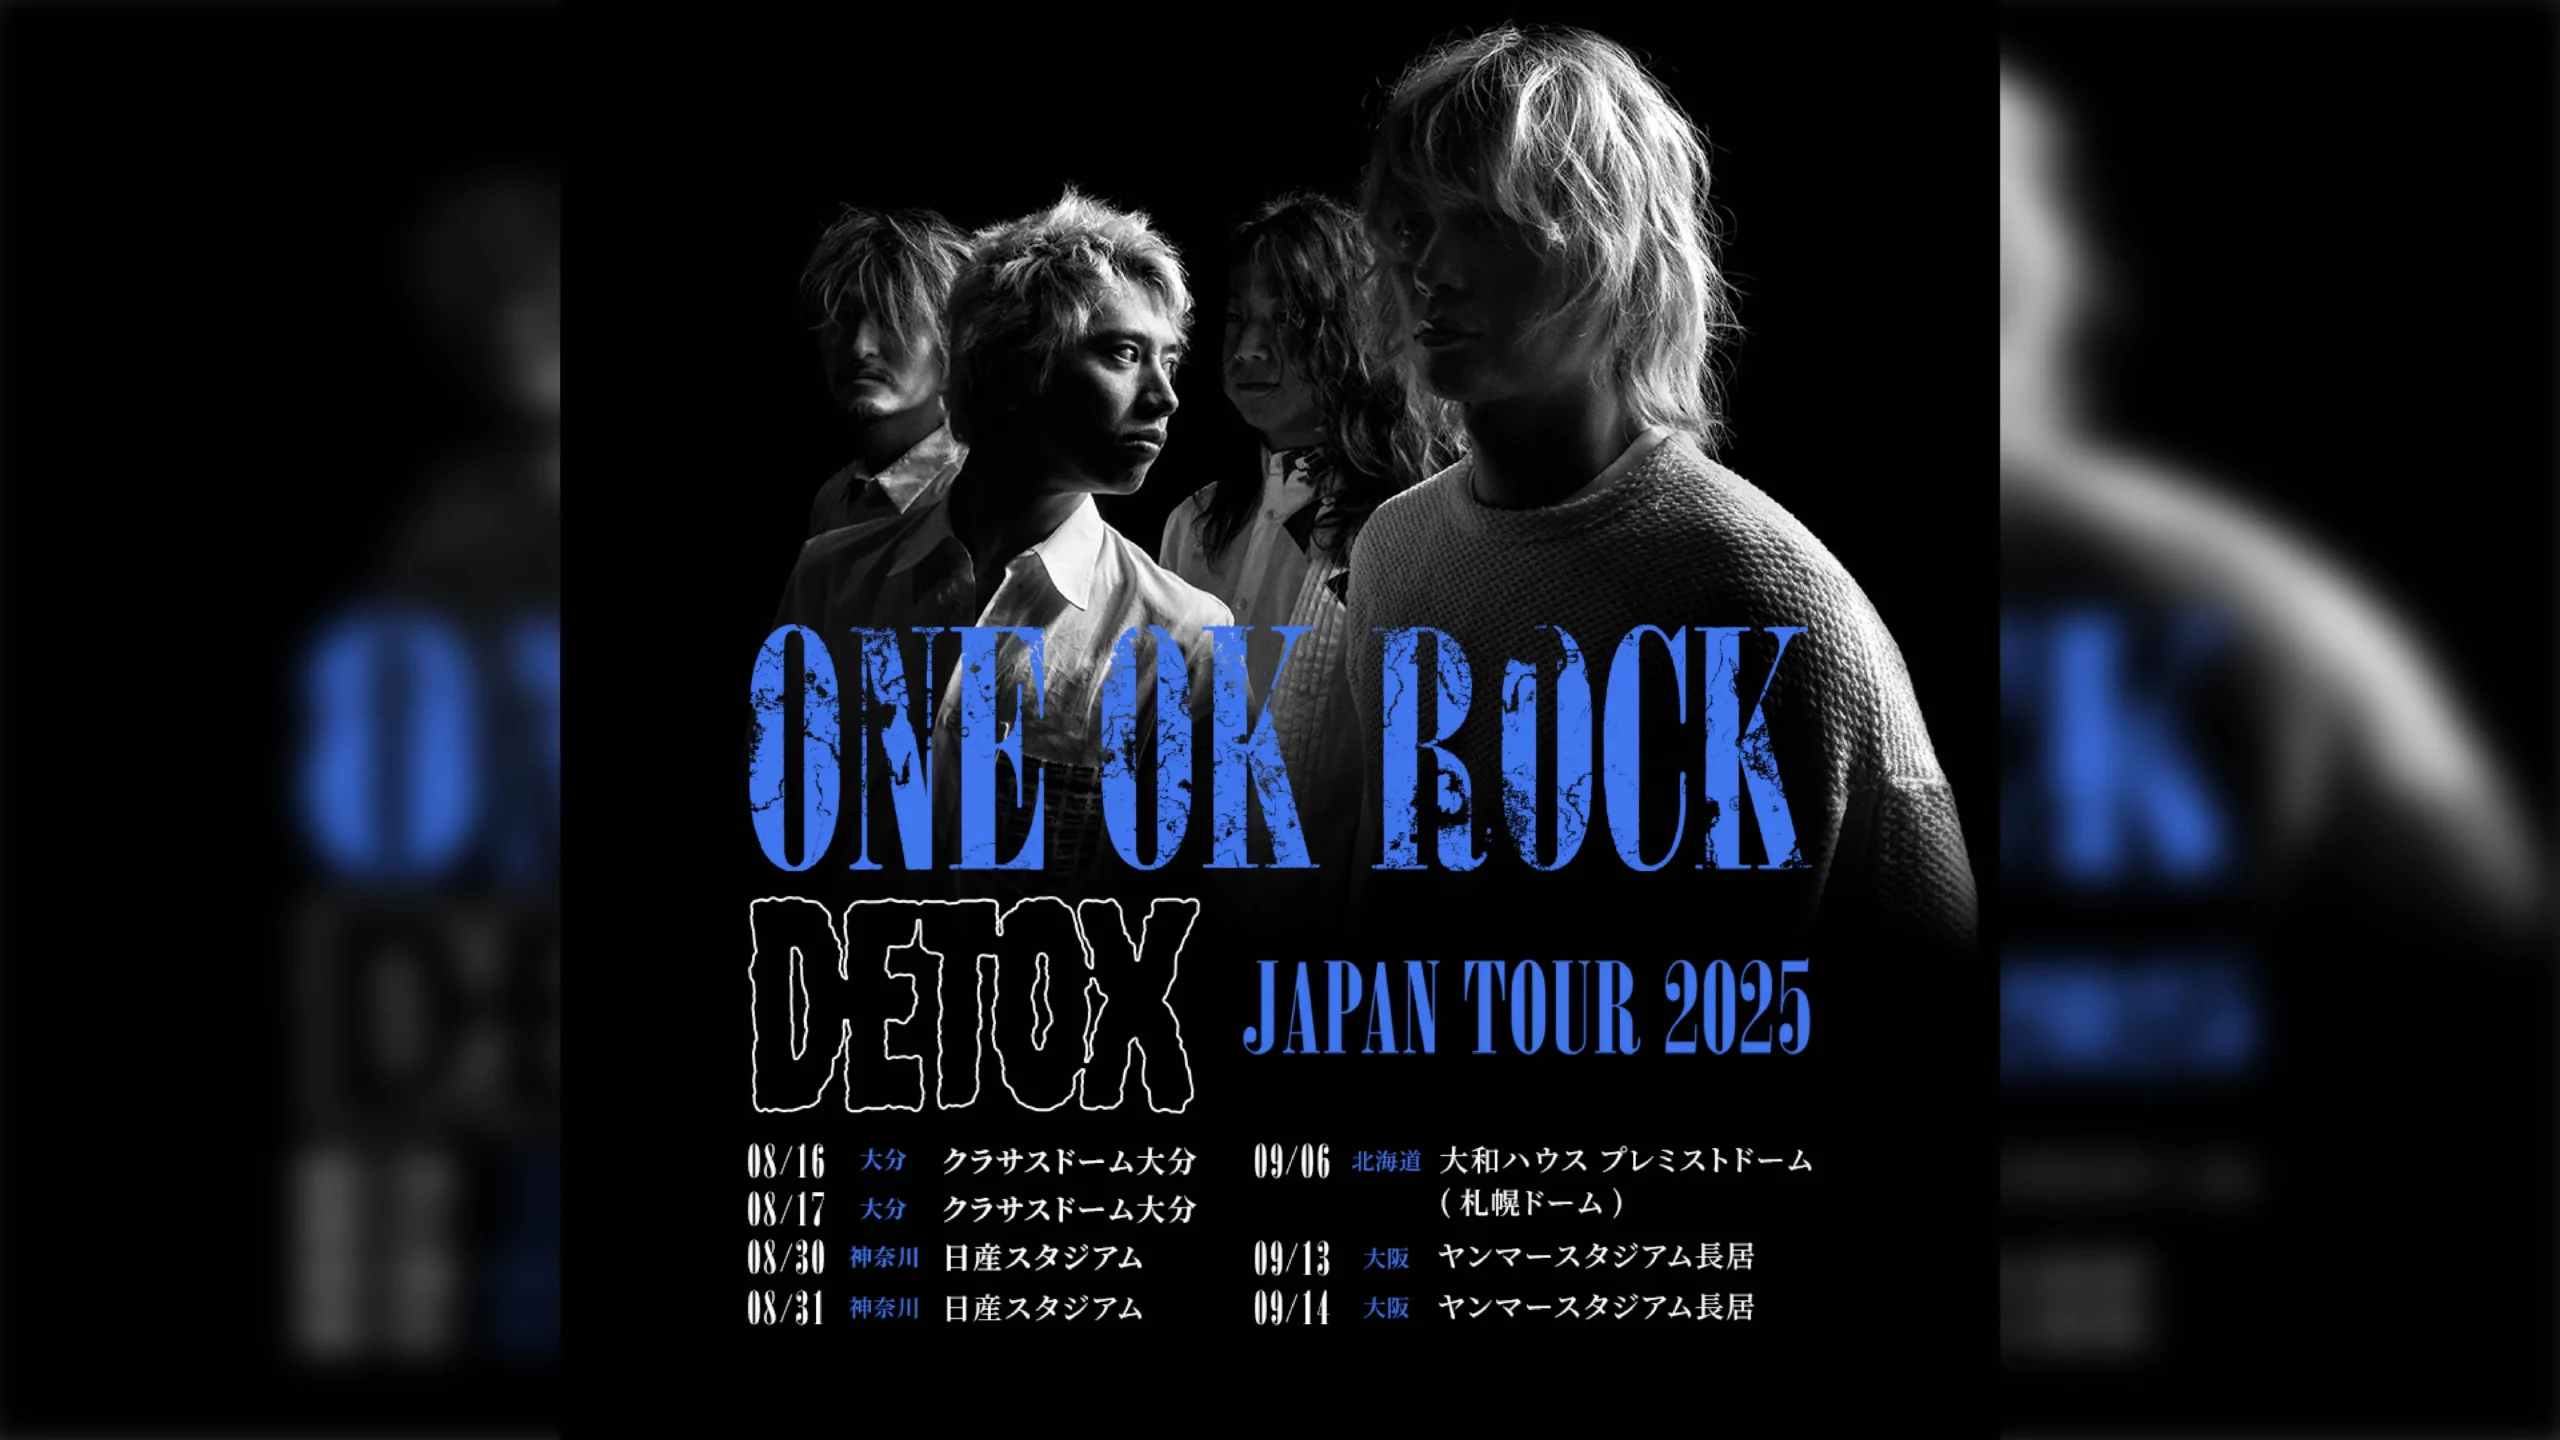 ONE OK ROCK
DETOX
JAPAN TOUR 2025
08/16 大分 クラサスドーム大分
08/17 大分 クラサスドーム大分
08/30 神奈川 日産スタジアム
08/31 神奈川 日産スタジアム
09/06 北海道 大和ハウス プレミストドーム
(札幌ドーム)
09/13 大阪 ヤンマースタジアム長居
09/14 大阪 ヤンマースタジアム長居